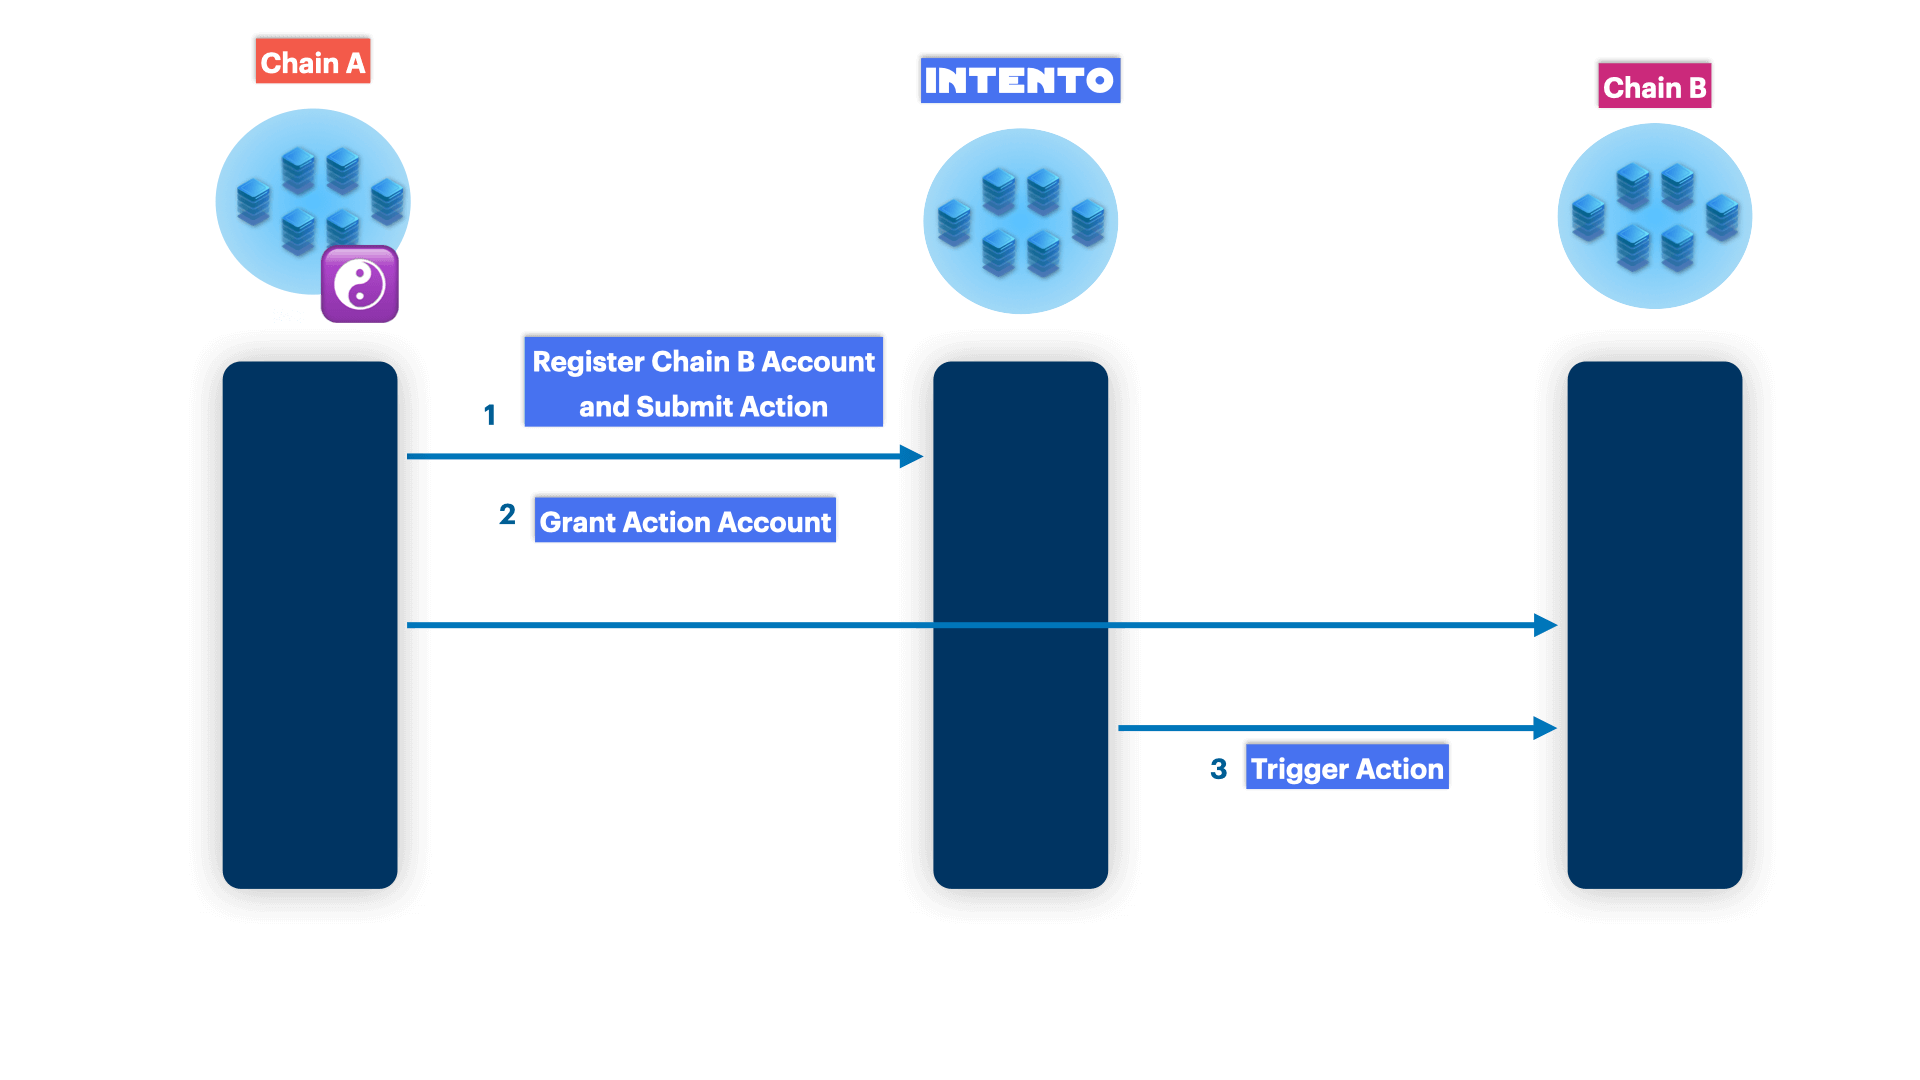 Chain A
INTENTO
Chain B
Register Chain B Account
and Submit Action
1
2
Grant Action Account
3
Trigger Action